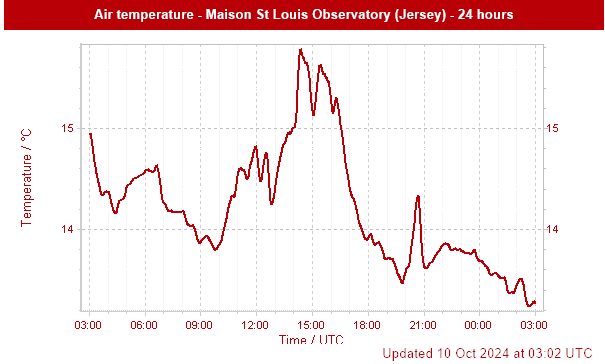 Air temperature - Maison St Louis Observatory (Jersey) - 24 hours
Temperature / °C
15
15
14
14
03:00 06:00 09:00 12:00 15:00 18:00 21:00 00:00 03:00
Time / UTC
Updated 10 Oct 2024 at 03:02 UTC